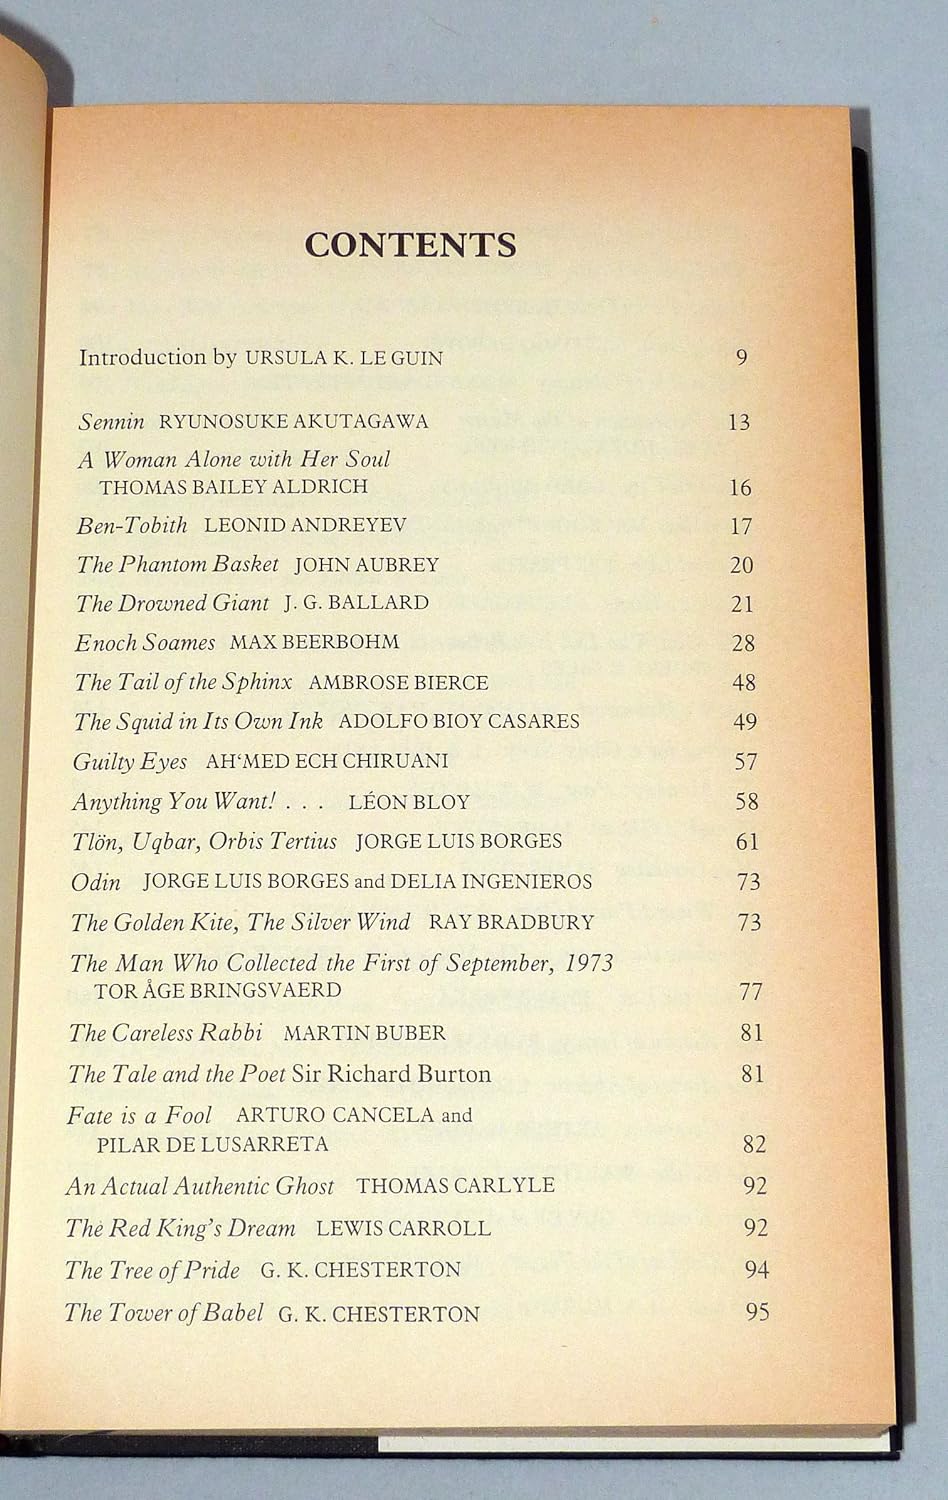 CONTENTS
Introduction by URSULA K. LE GUIN 9
Sennin RYUNOSUKE AKUTAGAWA 13
A Woman Alone with Her Soul
THOMAS BAILEY ALDRICH 16
Ben-Tobith LEONID ANDREYEV 17
The Phantom Basket JOHN AUBREY 20
The Drowned Giant J. G. BALLARD 21
Enoch Soames MAX BEERBOHM 28
The Tail of the Sphinx AMBROSE BIERCE 48
The Squid in Its Own Ink ADOLFO BIOY CASARES 49
Guilty Eyes AH‘MED ECH CHIRUANI 57
Anything You Want! . . . LÉON BLOY 58
Tlön, Uqbar, Orbis Tertius JORGE LUIS BORGES 61
Odin JORGE LUIS BORGES and DELIA INGENIEROS 73
The Golden Kite, The Silver Wind RAY BRADBURY 73
The Man Who Collected the First of September, 1973
TOR ÅGE BRINGSVAERD 77
The Careless Rabbi MARTIN BUBER 81
The Tale and the Poet Sir Richard Burton 81
Fate is a Fool ARTURO CANCELA and
PILAR DE LUSARRETA 82
An Actual Authentic Ghost THOMAS CARLYLE 92
The Red King's Dream LEWIS CARROLL 92
The Tree of Pride G. K. CHESTERTON 94
The Tower of Babel G. K. CHESTERTON 95